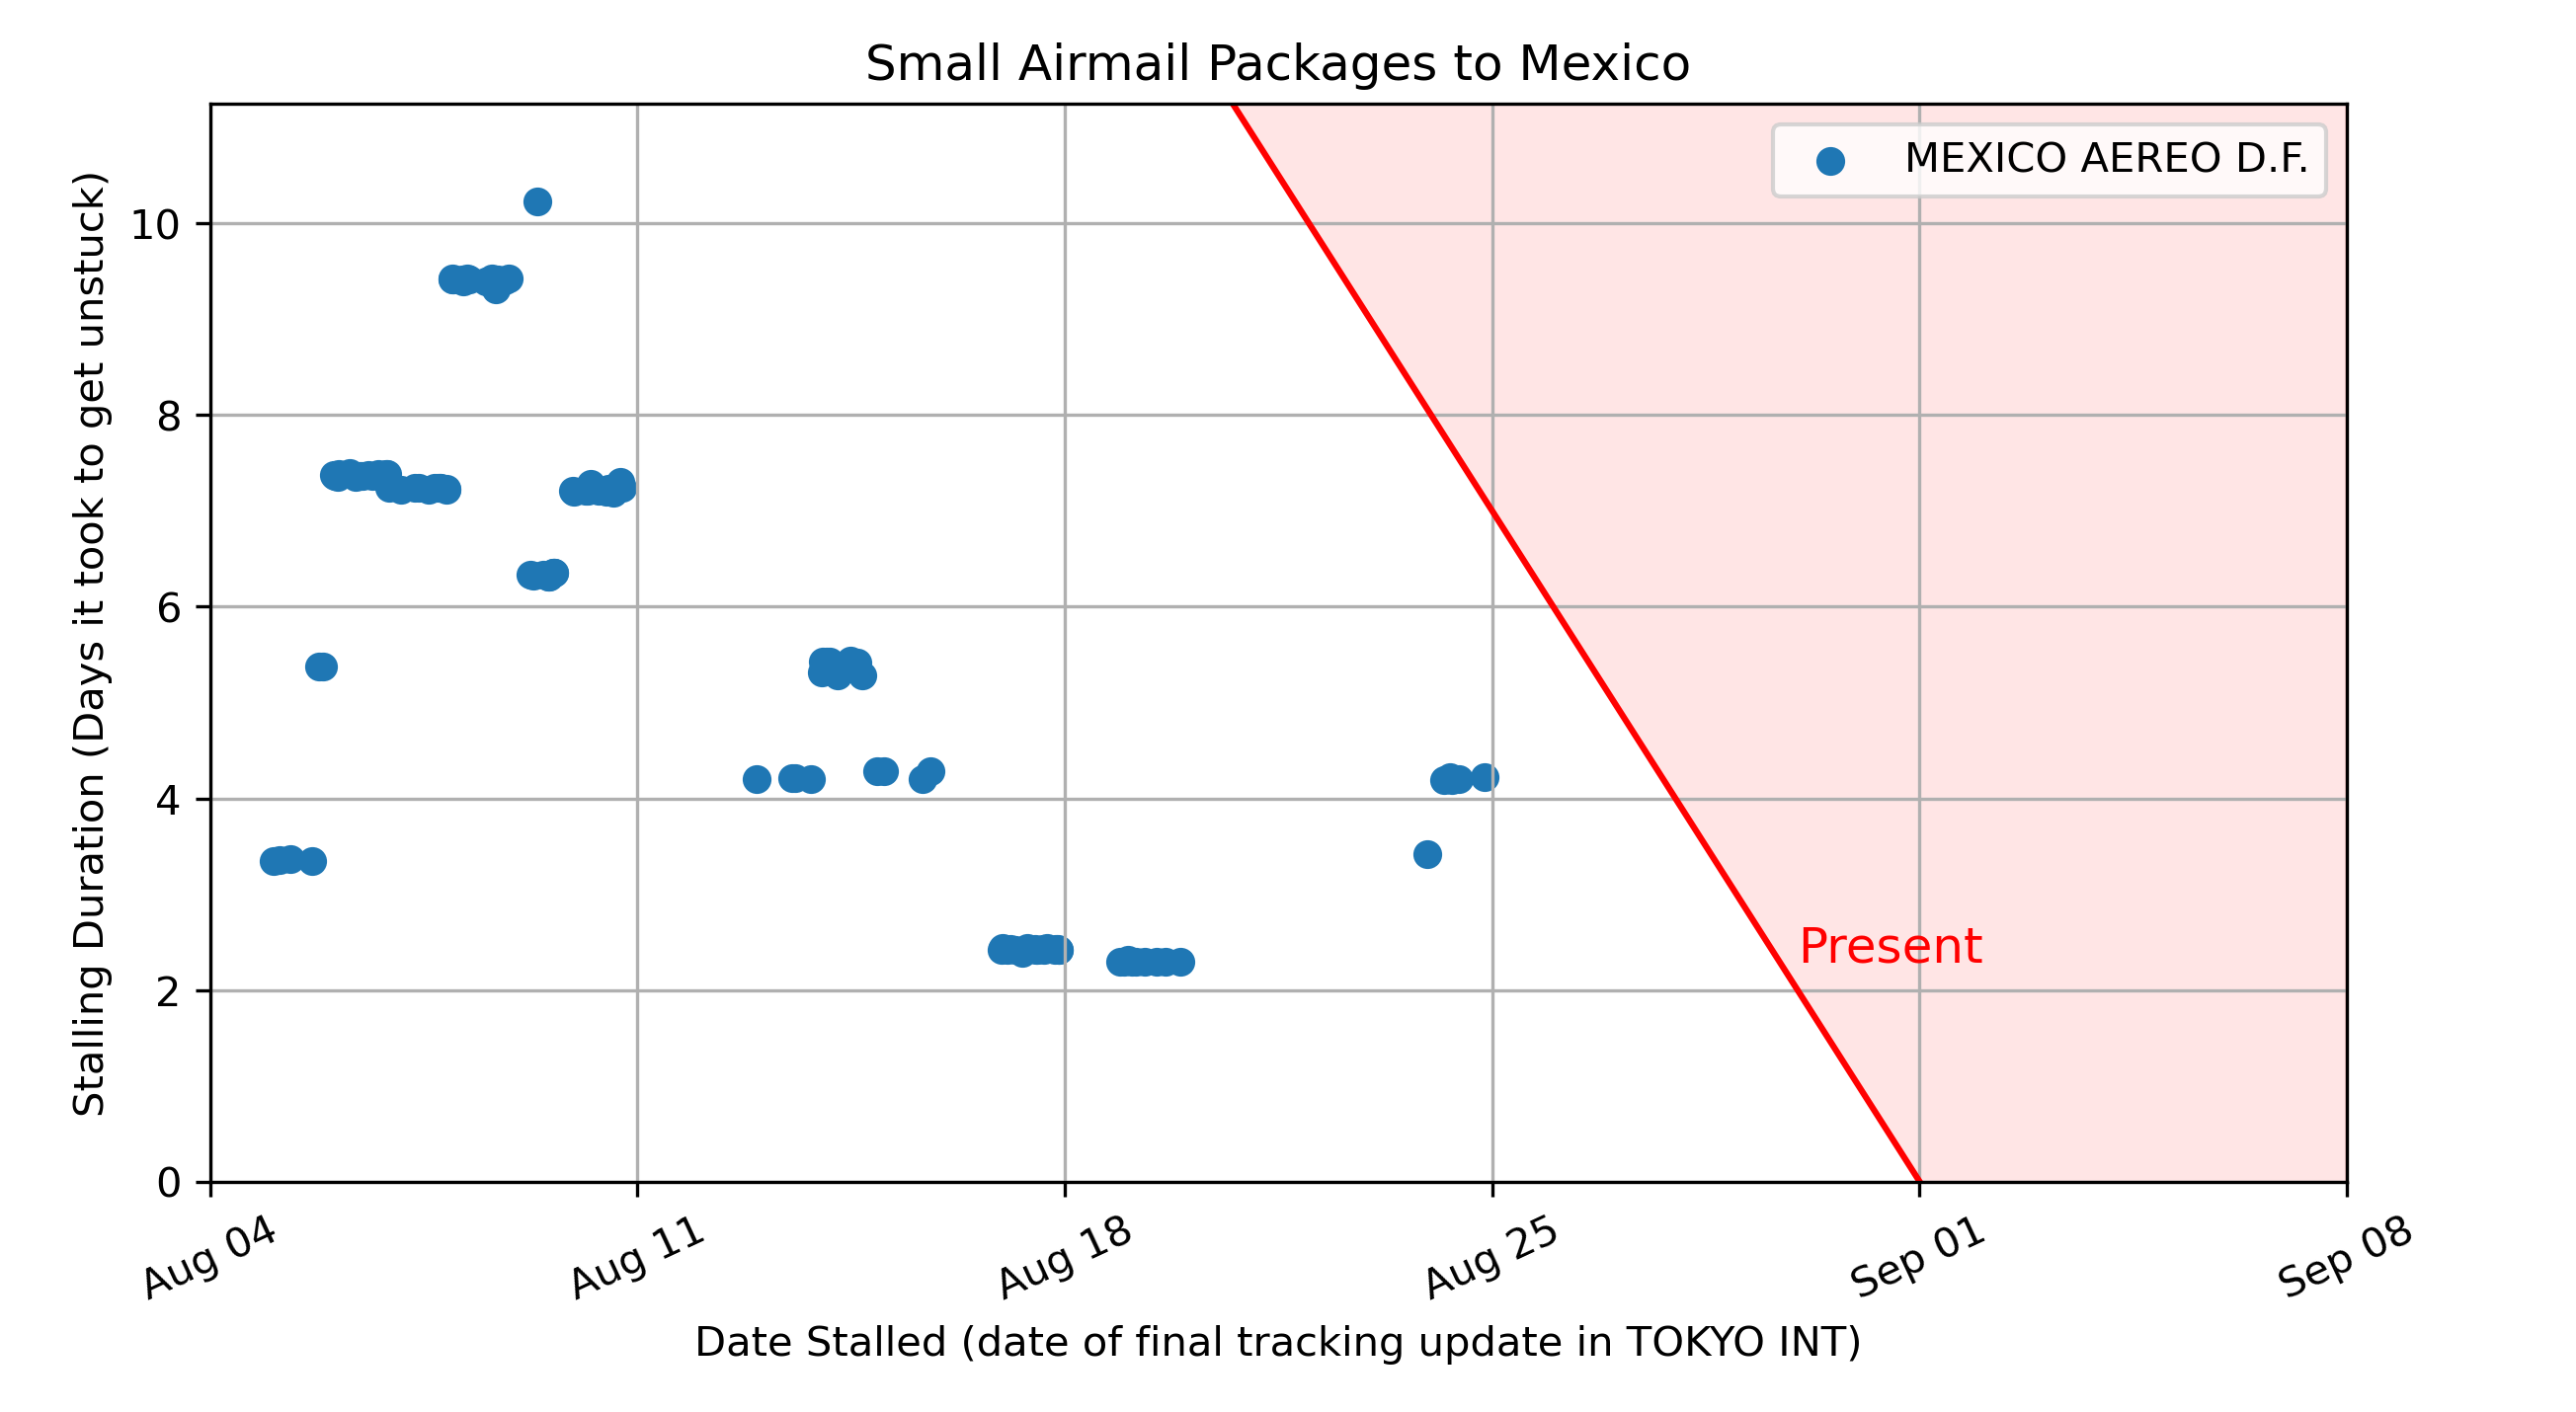 Small Airmail Packages to Mexico
MEXICO AEREO D.F.
Stalling Duration (Days it took to get unstuck)
10
8
6
4
2
0
Present
Aug 04
Aug 11
Aug 18
Aug 25
Sep 01
Sep 08
Date Stalled (date of final tracking update in TOKYO INT)